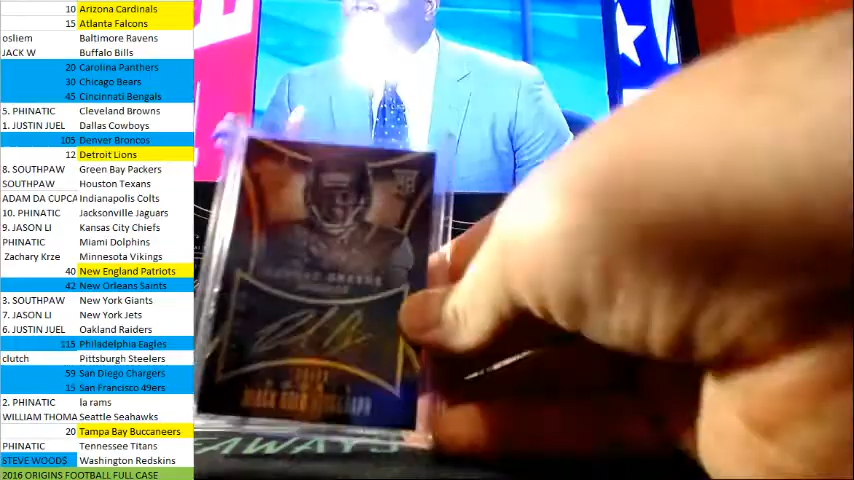 10 Arizona Cardinals
15 Atlanta Falcons
osliem Baltimore Ravens
JACK W Buffalo Bills
20 Carolina Panthers
30 Chicago Bears
45 Cincinnati Bengals
5. PHINATIC Cleveland Browns
1. JUSTIN JUEL Dallas Cowboys
105 Denver Broncos
12 Detroit Lions
8. SOUTHPAW Green Bay Packers
SOUTHPAW Houston Texans
ADAM DA CUPCA Indianapolis Colts
10. PHINATIC Jacksonville Jaguars
9. JASON LI Kansas City Chiefs
PHINATIC Miami Dolphins
Zachary Krze Minnesota Vikings
40 New England Patriots
42 New Orleans Saints
3. SOUTHPAW New York Giants
7. JASON LI New York Jets
6. JUSTIN JUEL Oakland Raiders
115 Philadelphia Eagles
clutch Pittsburgh Steelers
59 San Diego Chargers
15 San Francisco 49ers
2. PHINATIC la rams
WILLIAM THOMA Seattle Seahawks
20 Tampa Bay Buccaneers
PHINATIC Tennessee Titans
STEVE WOODS Washington Redskins
2016 ORIGINS FOOTBALL FULL CASE